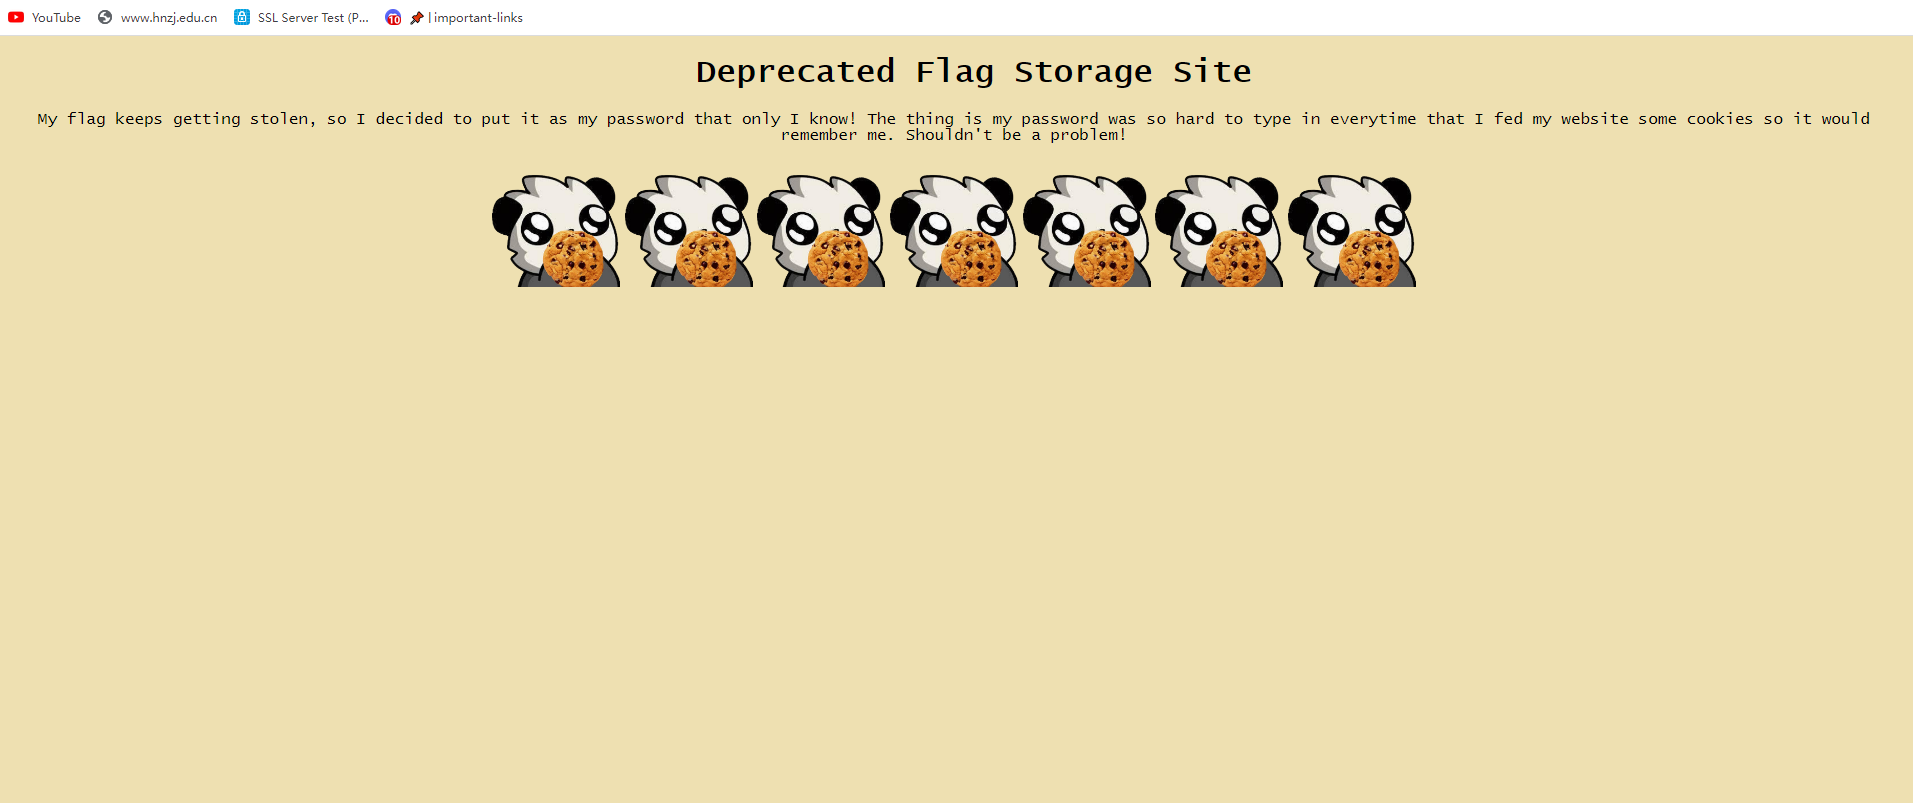 YouTube www.hnzj.edu.cn SSL Server Test (P... 10 | important-links
Deprecated Flag Storage Site
My flag keeps getting stolen, so I decided to put it as my password that only I know! The thing is my password was so hard to type in everytime that I fed my website some cookies so it would
remember me. Shouldn't be a problem!